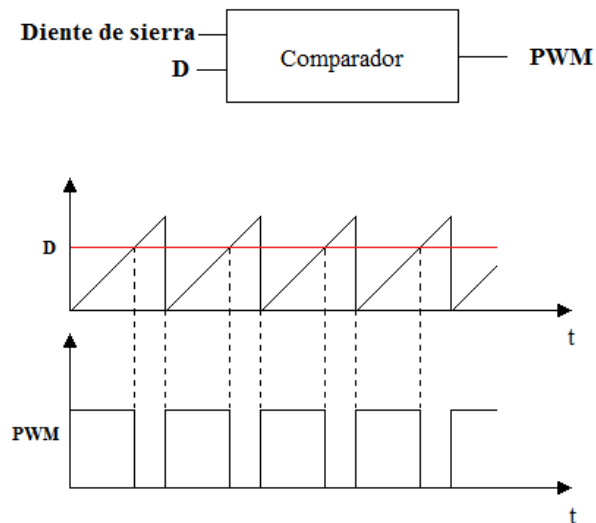 Diente de sierra
D
Comparador
PWM
D
t
PWM
t